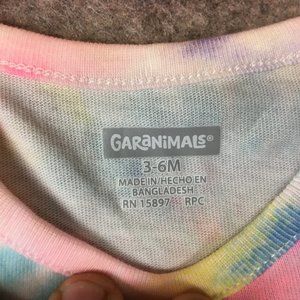 GARANIMALS®
3-6M
MADE IN/HECHO EN
BANGLADESH
RN 15897 RPC